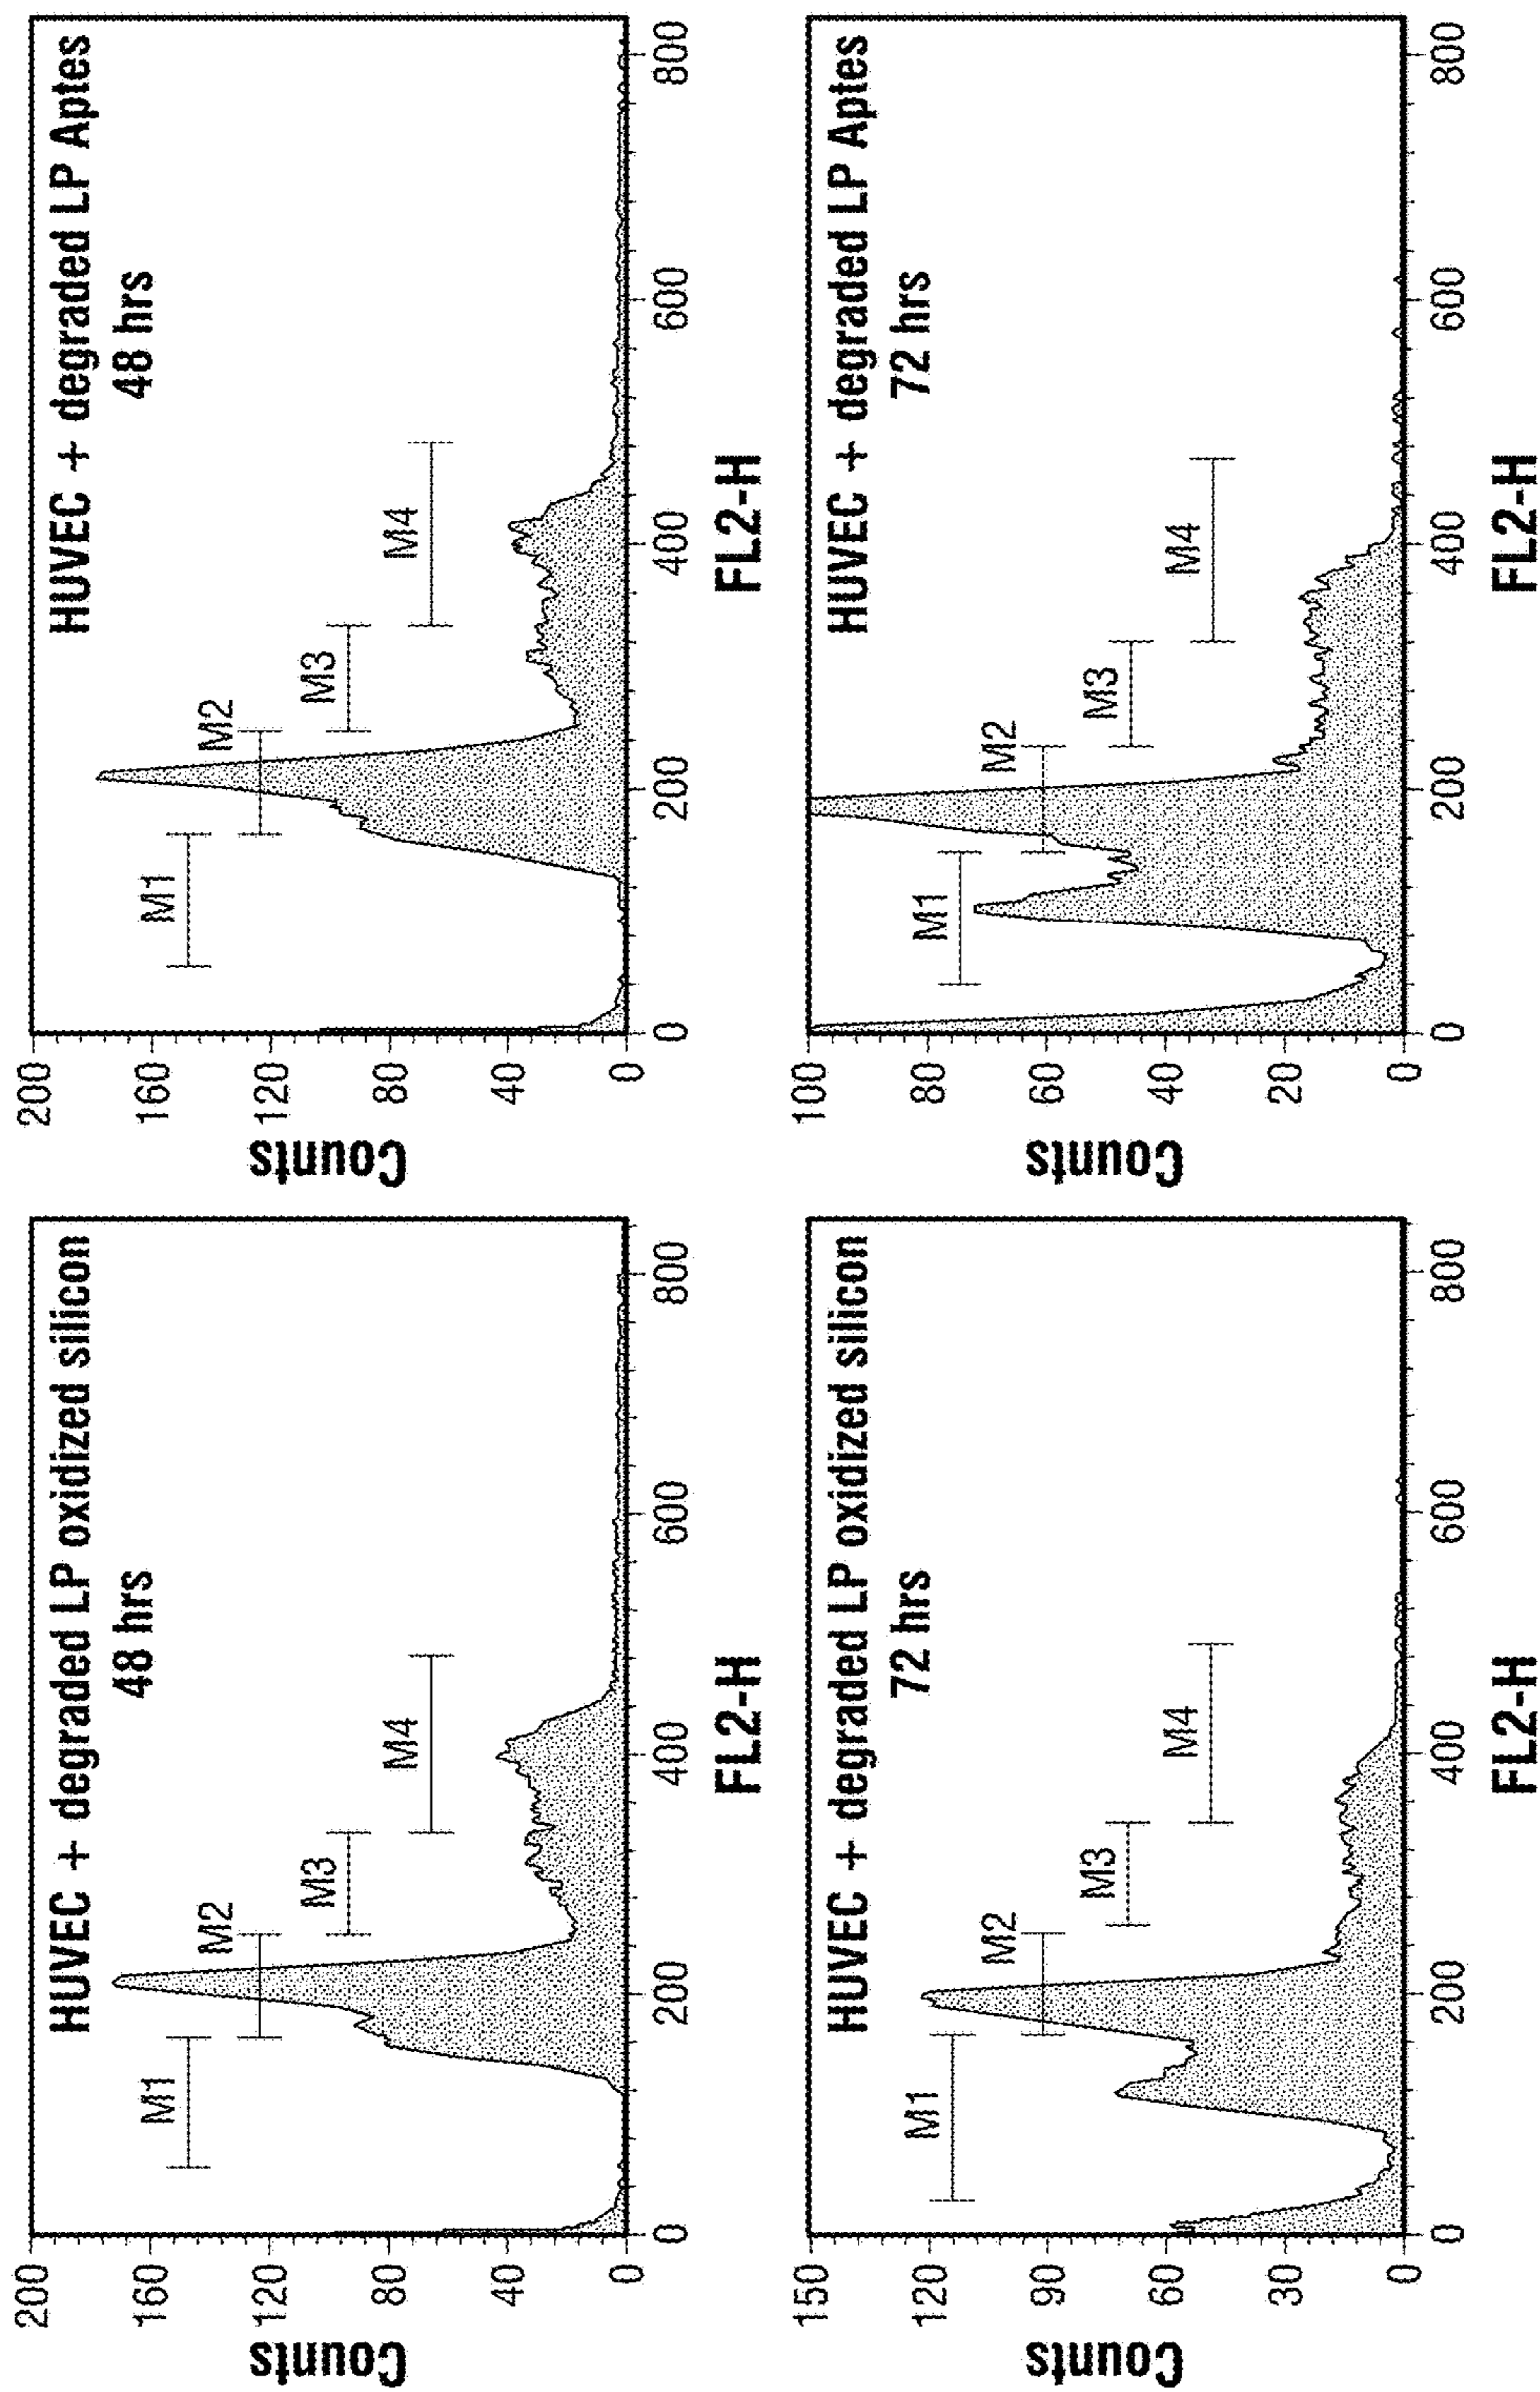 HUVEC + degraded LP oxidized silicon
48 hrs
200
160
120
80
40
0
Counts
M1
M2
M3
M4
0 200 400 600 800
FL2-H
HUVEC + degraded LP Aptes
48 hrs
200
160
120
80
40
0
Counts
M1
M2
M3
M4
0 200 400 600 800
FL2-H
HUVEC + degraded LP oxidized silicon
72 hrs
150
120
90
60
30
0
Counts
M1
M2
M3
M4
0 200 400 600 800
FL2-H
HUVEC + degraded LP Aptes
72 hrs
100
80
60
40
20
0
Counts
M1
M2
M3
M4
0 200 400 600 800
FL2-H